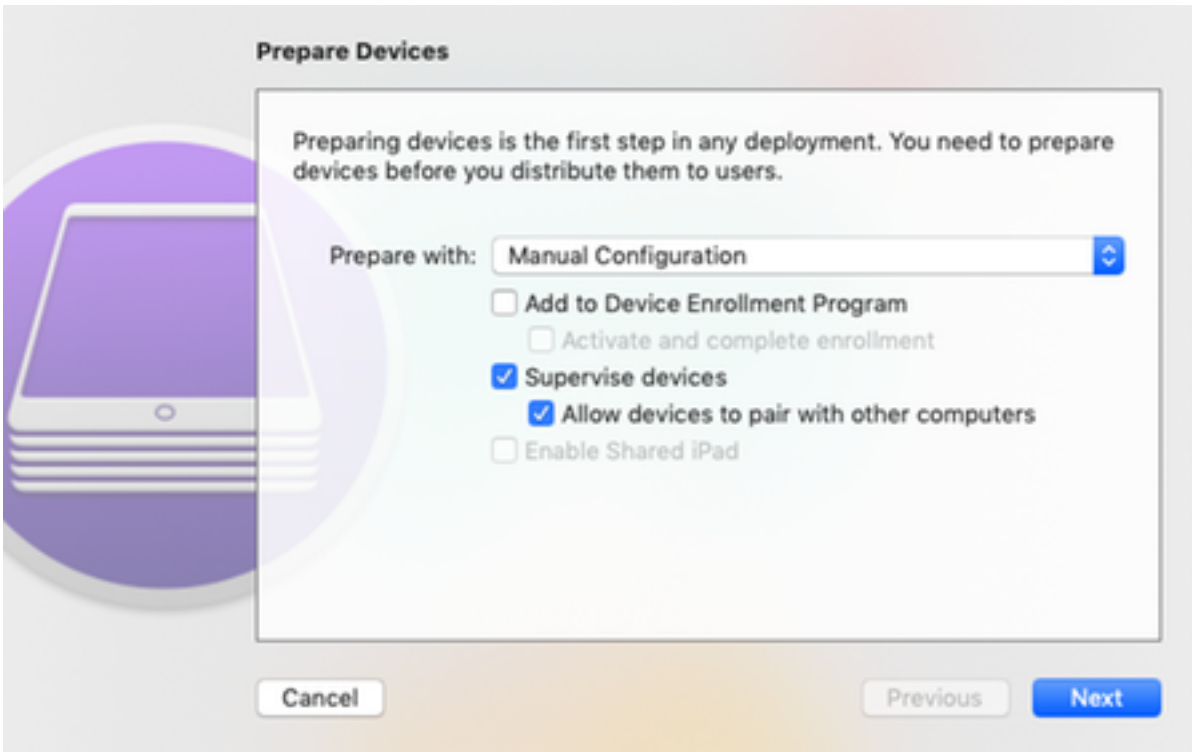 Prepare Devices
Preparing devices is the first step in any deployment. You need to prepare
devices before you distribute them to users.
Prepare with: Manual Configuration
Add to Device Enrollment Program
Activate and complete enrollment
Supervise devices
Allow devices to pair with other computers
Enable Shared iPad
Cancel Previous Next